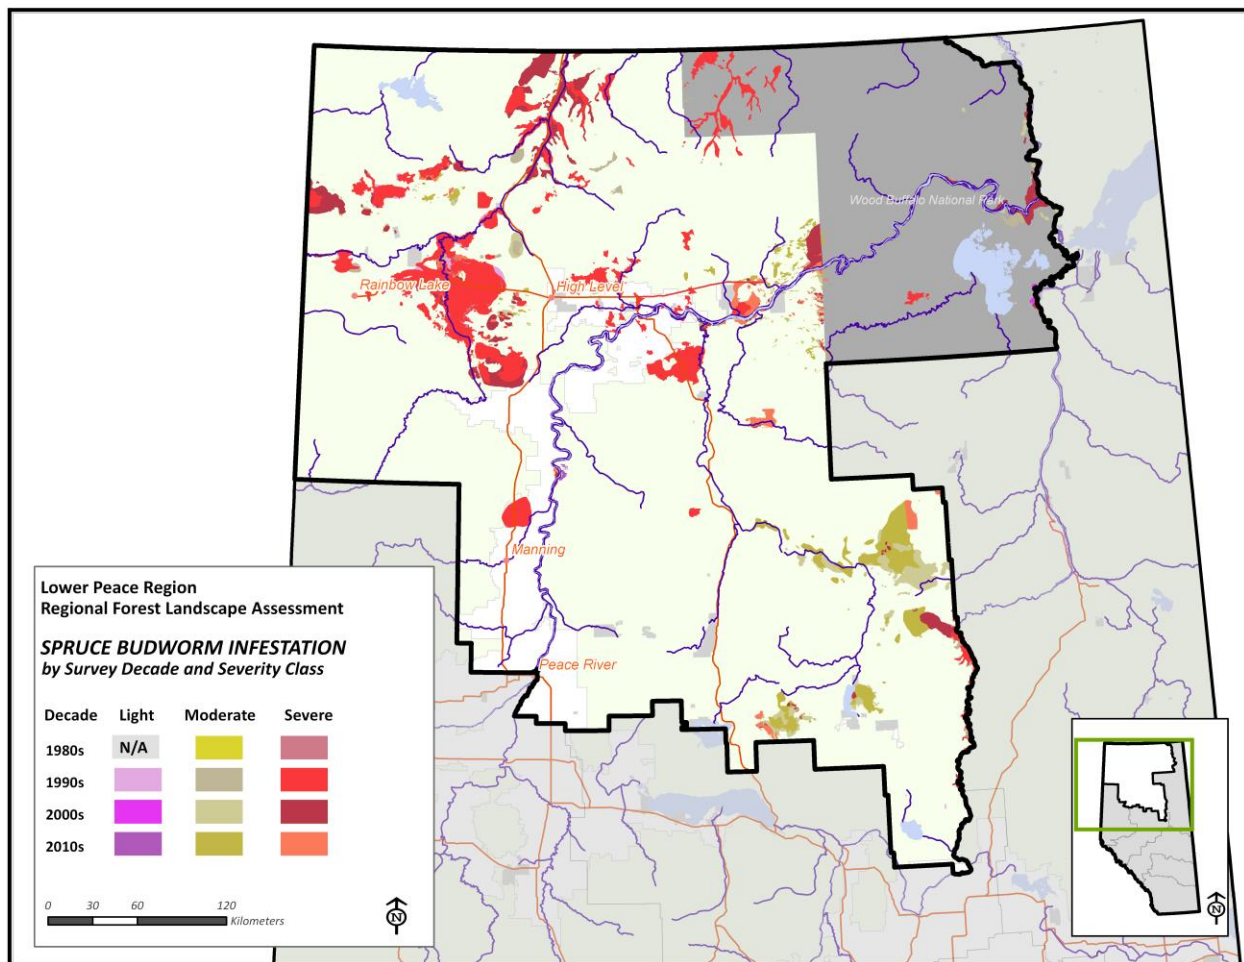 Wood Buffalo National Park
Rainbow Lake
High Level
Manning
Peace River
Lower Peace Region
Regional Forest Landscape Assessment
SPRUCE BUDWORM INFESTATION
by Survey Decade and Severity Class
Decade Light Moderate Severe
1980s N/A
1990s
2000s
2010s
0 30 60 120
Kilometers
N
N